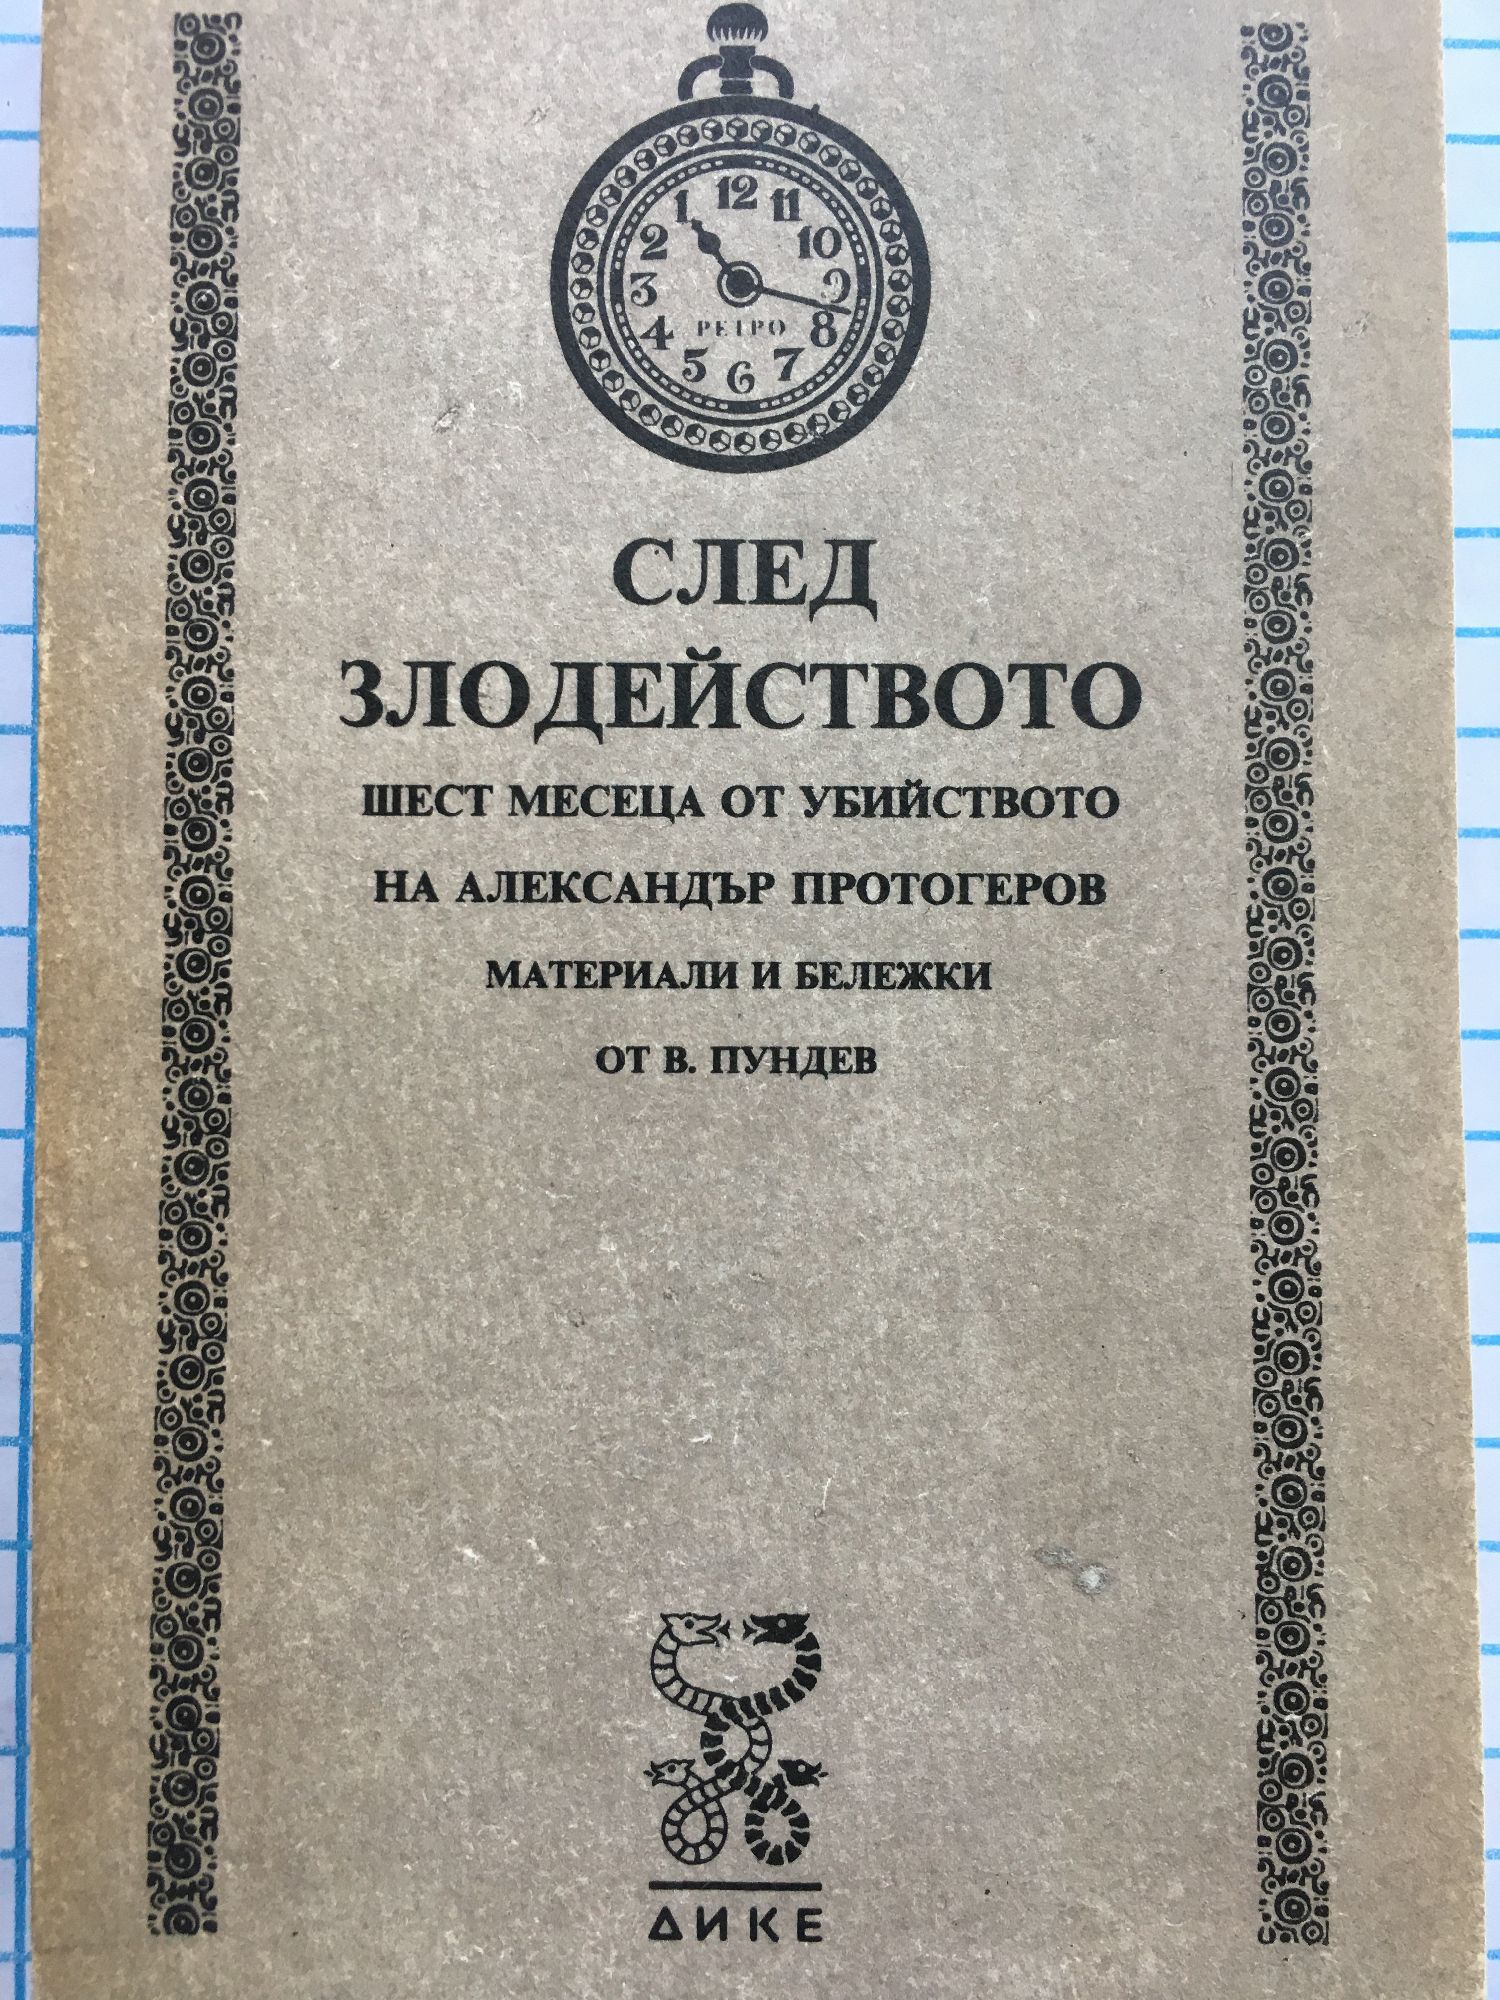 12
1 11
2 10
3 9
РЕТРО
4 8
5 7
6
СЛЕД
ЗЛОДЕЙСТВОТО
ШЕСТ МЕСЕЦА ОТ УБИЙСТВОТО
НА АЛЕКСАНДЪР ПРОТОГЕРОВ
МАТЕРИАЛИ И БЕЛЕЖКИ
ОТ В. ПУНДЕВ
ДИКЕ